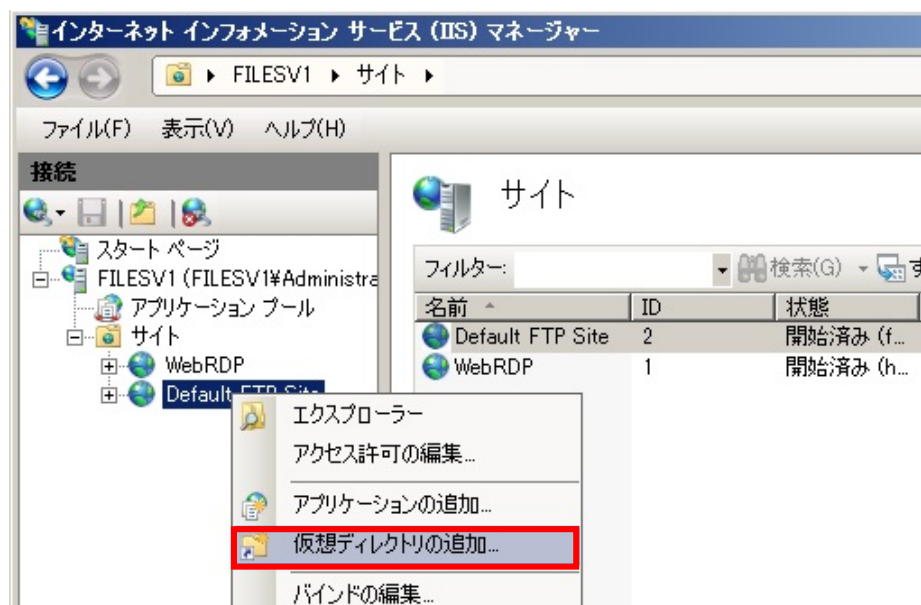 インターネット インフォメーション サービス (IIS) マネージャー
FILESV1 サイト
ファイル(F) 表示(V) ヘルプ(H)
接続
スタート ページ
FILESV1 (FILESV1¥Administra
アプリケーション プール
サイト
WebRDP
Default FTP Site
サイト
フィルター: 検索(G) す
名前 ID 状態
Default FTP Site 2 開始済み (f...
WebRDP 1 開始済み (h...
エクスプローラー
アクセス許可の編集...
アプリケーションの追加...
仮想ディレクトリの追加...
バインドの編集...